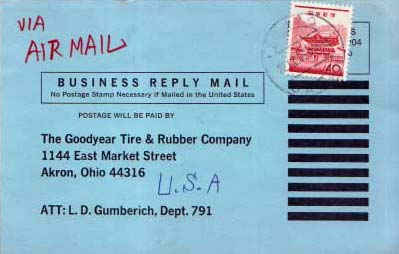 VIA
AIR MAIL
S
204
BUSINESS REPLY MAIL
No Postage Stamp Necessary if Mailed in the United States
POSTAGE WILL BE PAID BY
The Goodyear Tire & Rubber Company
1144 East Market Street
Akron, Ohio 44316
U.S.A
ATT: L. D. Gumberich, Dept. 791